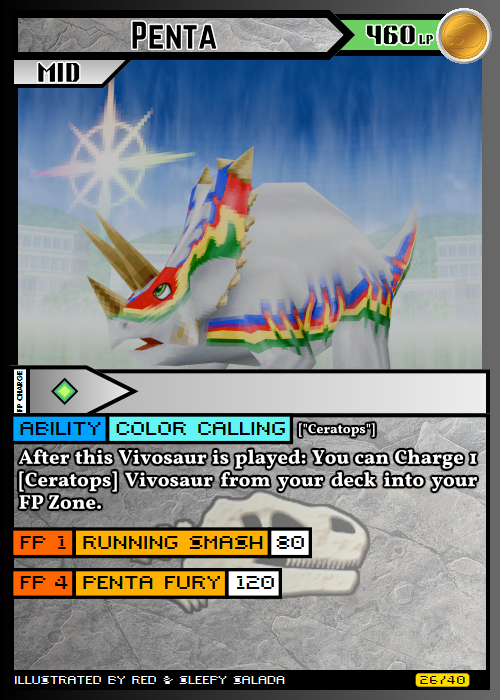 PENTA
460 LP
MID
FP CHARGE
ABILITY COLOR CALLING ["Ceratops"]
After this Vivosaur is played: You can Charge 1
[Ceratops] Vivosaur from your deck into your
FP Zone.
FP 1 RUNNING SMASH 80
FP 4 PENTA FURY 120
ILLUSTRATED BY RED & SLEEPY SALADA
26/40